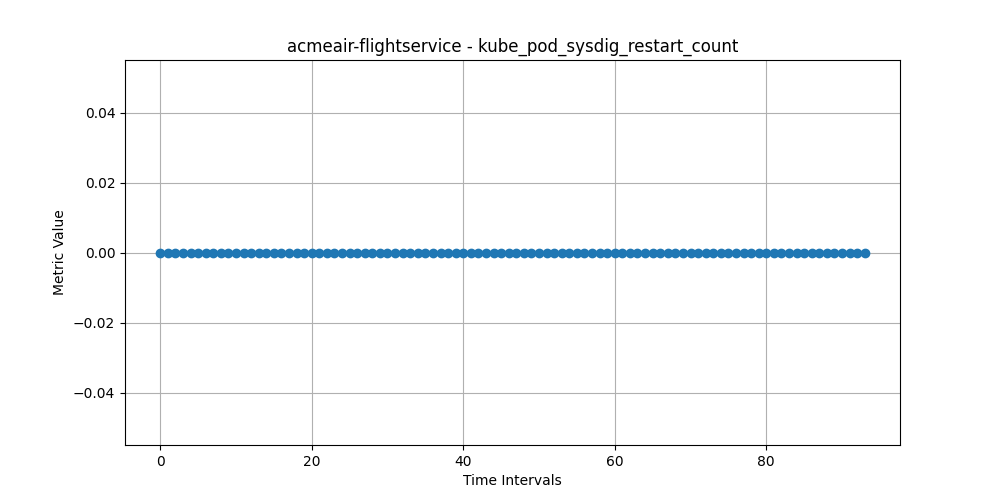 acmeair-flightservice - kube_pod_sysdig_restart_count
0.04
0.02
0.00
−0.02
−0.04
Metric Value
0 20 40 60 80
Time Intervals